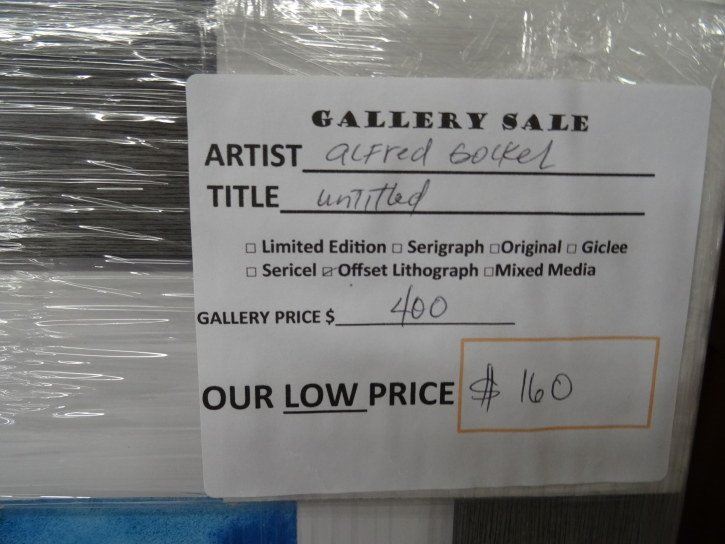 GALLERY SALE
ARTIST alfred Gockel
TITLE untitled
☐ Limited Edition ☐ Serigraph ☐ Original ☐ Giclee
☐ Sericel ☑ Offset Lithograph ☐ Mixed Media
GALLERY PRICE $ 400
OUR LOW PRICE $ 160